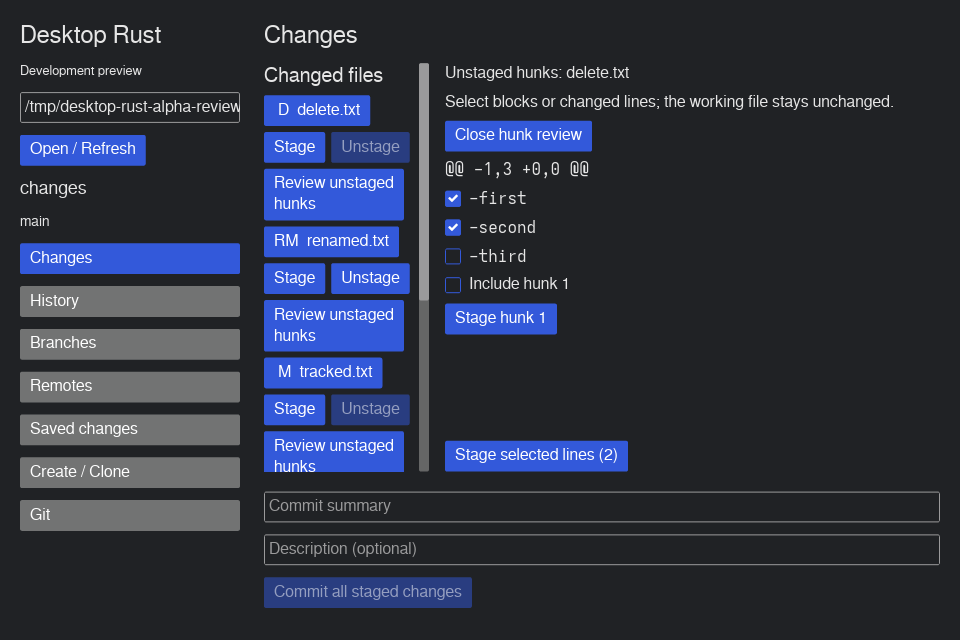 Desktop Rust
Development preview
/tmp/desktop-rust-alpha-review
Open / Refresh
changes
main
Changes
History
Branches
Remotes
Saved changes
Create / Clone
Git
Changes
Changed files
D delete.txt
Stage
Unstage
Review unstaged
hunks
RM renamed.txt
Stage
Unstage
Review unstaged
hunks
M tracked.txt
Stage
Unstage
Review unstaged
hunks
Unstaged hunks: delete.txt
Select blocks or changed lines; the working file stays unchanged.
Close hunk review
@@ -1,3 +0,0 @@
-first
-second
-third
Include hunk 1
Stage hunk 1
Stage selected lines (2)
Commit summary
Description (optional)
Commit all staged changes